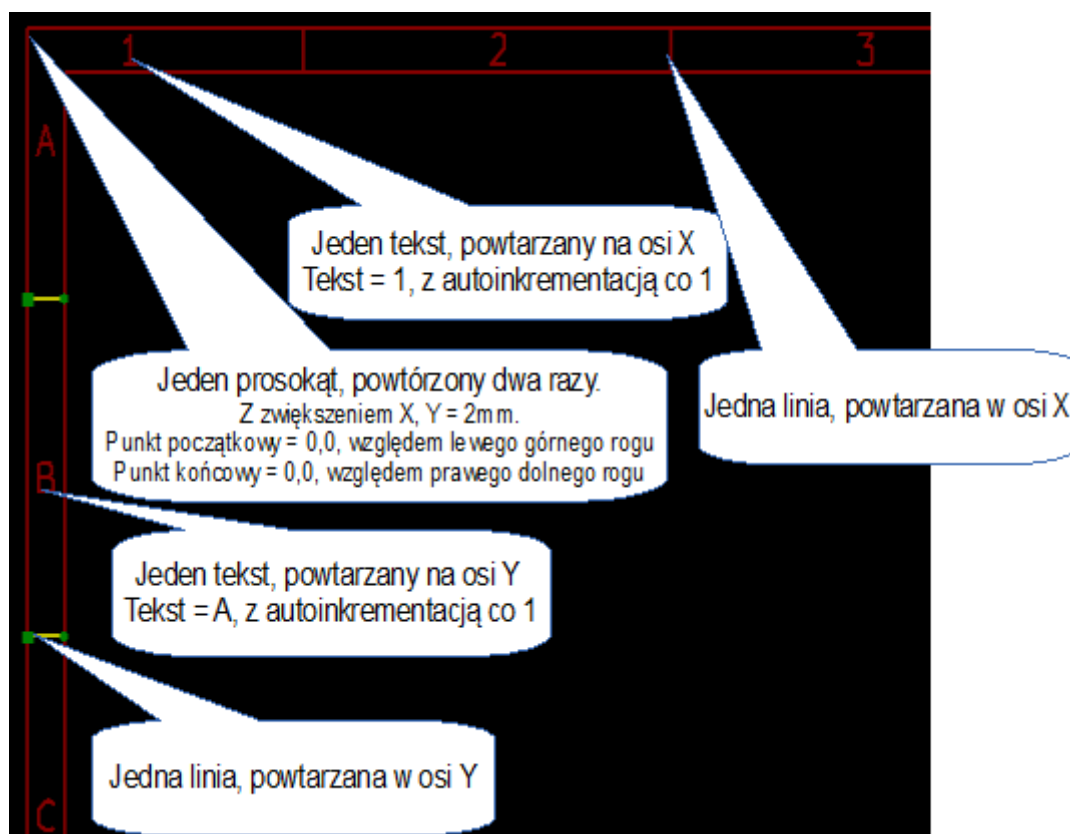 1 2 3
A
Jeden tekst, powtarzany na osi X
Tekst = 1, z autoinkrementacją co 1
Jeden prosokąt, powtórzony dwa razy.
Z zwiększeniem X, Y = 2mm.
Punkt początkowy = 0,0, względem lewego górnego rogu
Punkt końcowy = 0,0, względem prawego dolnego rogu
Jedna linia, powtarzana w osi X
B
Jeden tekst, powtarzany na osi Y
Tekst = A, z autoinkrementacją co 1
Jedna linia, powtarzana w osi Y
C